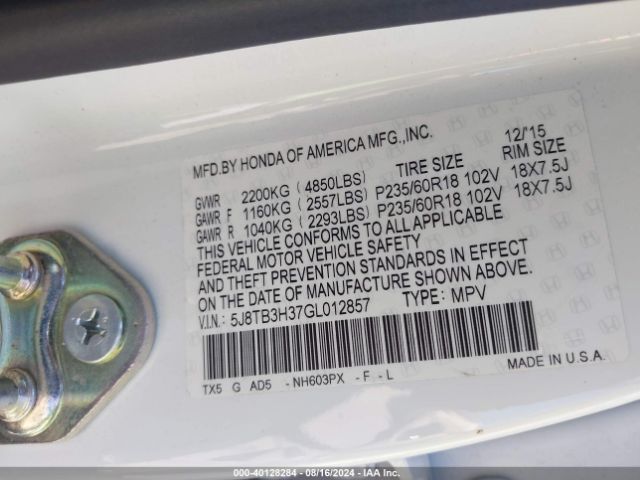 MFD.BY HONDA OF AMERICA MFG.,INC. 12/'15
GVWR 2200KG ( 4850LBS) TIRE SIZE RIM SIZE
GAWR F 1160KG ( 2557LBS) P235/60R18 102V 18X7.5J
GAWR R 1040KG ( 2293LBS) P235/60R18 102V 18X7.5J
THIS VEHICLE CONFORMS TO ALL APPLICABLE
FEDERAL MOTOR VEHICLE SAFETY
AND THEFT PREVENTION STANDARDS IN EFFECT
ON THE DATE OF MANUFACTURE SHOWN ABOVE.
V.I.N.: 5J8TB3H37GL012857 TYPE: MPV
TX5 G AD5 -NH603PX -F-L MADE IN U.S.A.
000-40128284 - 08/16/2024 - IAAI.COM